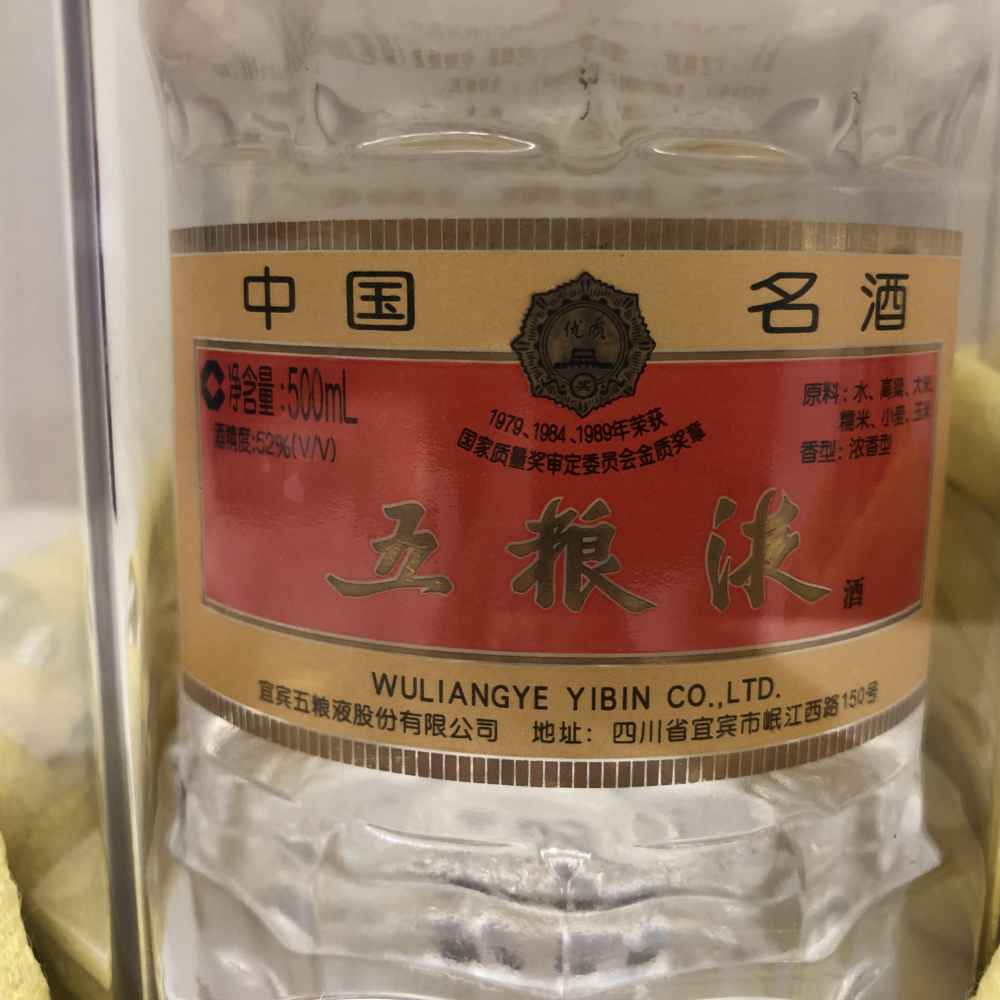 中国 名酒
优质
净含量:500mL
酒精度:52%(V/V)
1979、1984、1989年荣获
国家质量奖审定委员会金质奖章
原料:水、高粱、大米、
糯米、小麦、玉米
香型:浓香型
五粮液
酒
WULIANGYE YIBIN CO.,LTD.
宜宾五粮液股份有限公司 地址:四川省宜宾市岷江西路150号